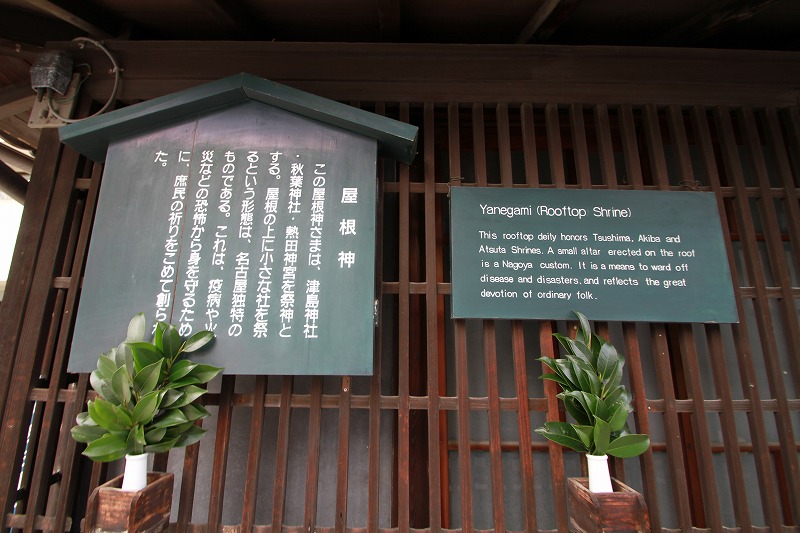 屋根神
この屋根神さまは、津島神社
・秋葉神社・熱田神宮を祭神と
する。屋根の上に小さな社を祭
るという形態は、名古屋独特の
ものである。これは、疫病や火
災などの恐怖から身を守るため
に、庶民の祈りをこめて創ら
た。
Yanegami (Rooftop Shrine)
This rooftop deily honors Tsushima, Akiba and
Atsuta Shrines. A small altar erected on the roof
is a Nagoya custom. It is a means to ward off
disease and disasters, and reflects the great
devotion of ordinary folk.